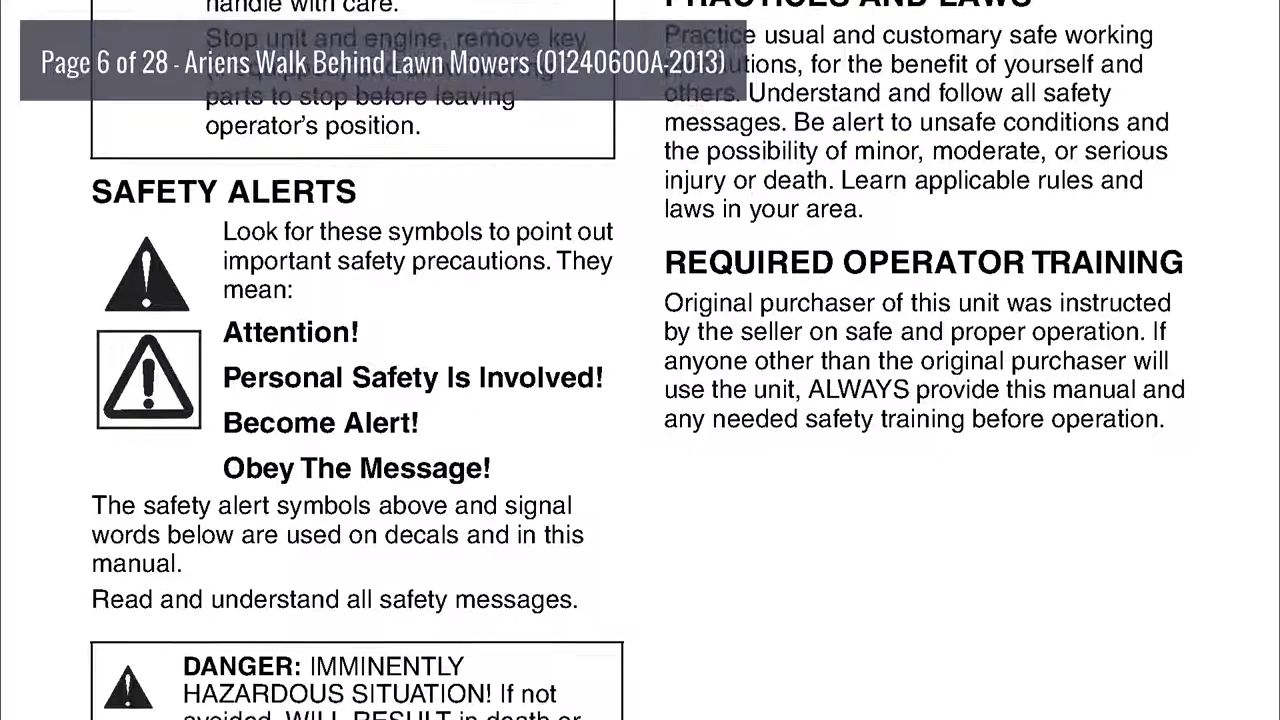 handle with care.
Stop unit and engine, remove key
parts to stop before leaving
operator's position.
Page 6 of 28 - Ariens Walk Behind Lawn Mowers (01240600A-2013)
SAFETY ALERTS
Look for these symbols to point out
important safety precautions. They
mean:
Attention!
Personal Safety Is Involved!
Become Alert!
Obey The Message!
The safety alert symbols above and signal
words below are used on decals and in this
manual.
Read and understand all safety messages.
DANGER: IMMINENTLY
HAZARDOUS SITUATION! If not
avoided, WILL RESULT in death or
PRACTICES AND LAWS
Practice usual and customary safe working
for the benefit of yourself and
others. Understand and follow all safety
messages. Be alert to unsafe conditions and
the possibility of minor, moderate, or serious
injury or death. Learn applicable rules and
laws in your area.
REQUIRED OPERATOR TRAINING
Original purchaser of this unit was instructed
by the seller on safe and proper operation. If
anyone other than the original purchaser will
use the unit, ALWAYS provide this manual and
any needed safety training before operation.